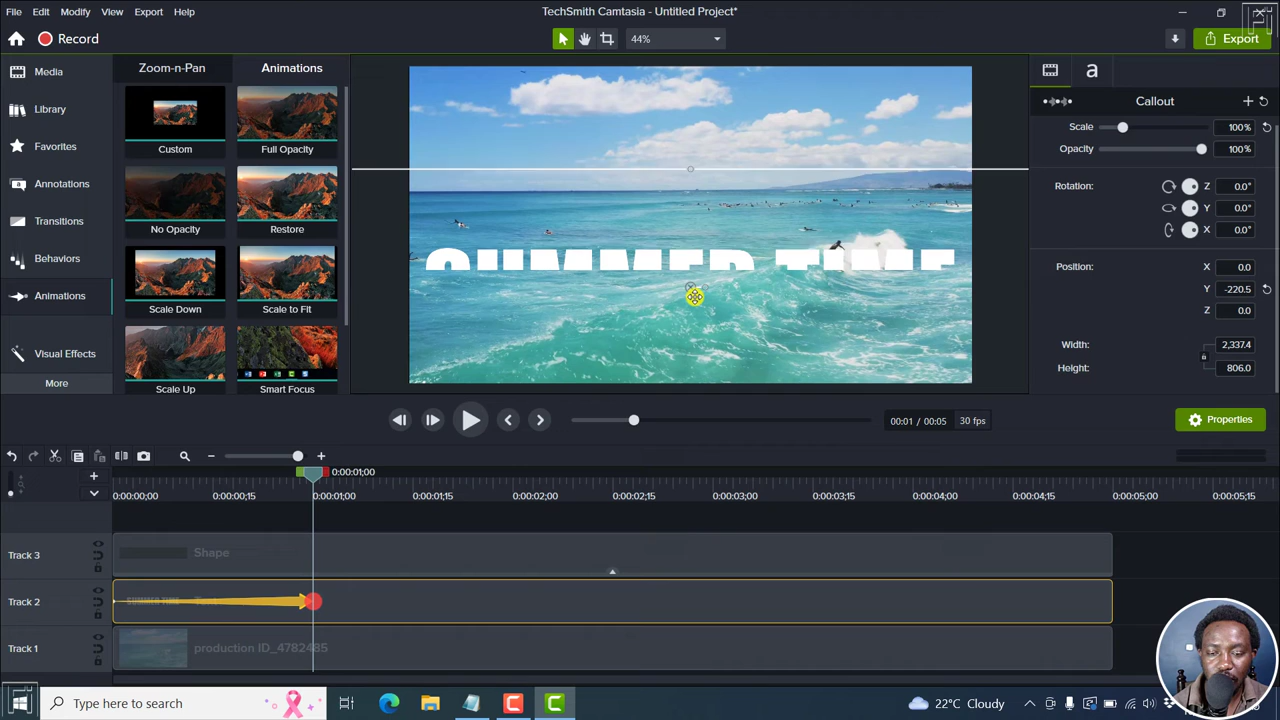 TechSmith Camtasia - Untitled Project*
File Edit Modify View Export Help
Record
44%
Export
Media
Library
Favorites
Annotations
Transitions
Behaviors
Animations
Visual Effects
More
Zoom-n-Pan Animations
Custom Full Opacity
No Opacity Restore
Scale Down Scale to Fit
Scale Up Smart Focus
SUMMER TIME
a
Callout
Scale 100%
Opacity 100%
Rotation: Z 0.0°
Y 0.0°
X 0.0°
Position: X 0.0
Y -220.5
Z 0.0
Width: 2,337.4
Height: 806.0
00:01 / 00:05 30 fps
Properties
0:00:01;00
0:00:00;00 0:00:00;15 0:00:01;00 0:00:01;15 0:00:02;00 0:00:02;15 0:00:03;00 0:00:03;15 0:00:04;00 0:00:04;15 0:00:05;00 0:00:05;15
Track 3 Shape
Track 2 SUMMER TIME
Track 1 production ID_4782485
Type here to search
22°C Cloudy